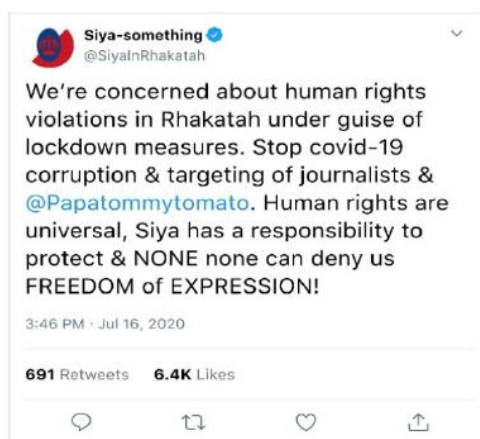 Siya-something
@SiyaInRhakatah
We're concerned about human rights
violations in Rhakatah under guise of
lockdown measures. Stop covid-19
corruption & targeting of journalists &
@Papatommytomato. Human rights are
universal, Siya has a responsibility to
protect & NONE none can deny us
FREEDOM of EXPRESSION!
3:46 PM · Jul 16, 2020
691 Retweets 6.4K Likes